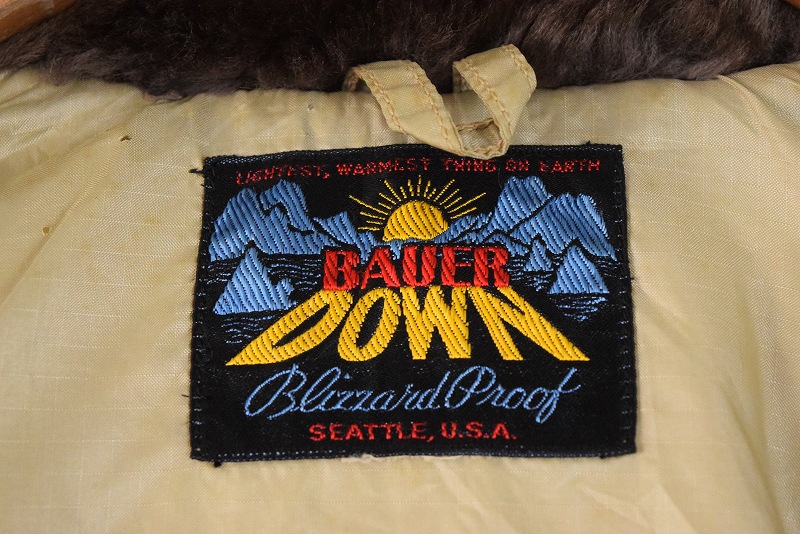 LIGHTEST, WARMEST THING ON EARTH
BAUER
DOWN
Blizzard Proof
SEATTLE, U.S.A.